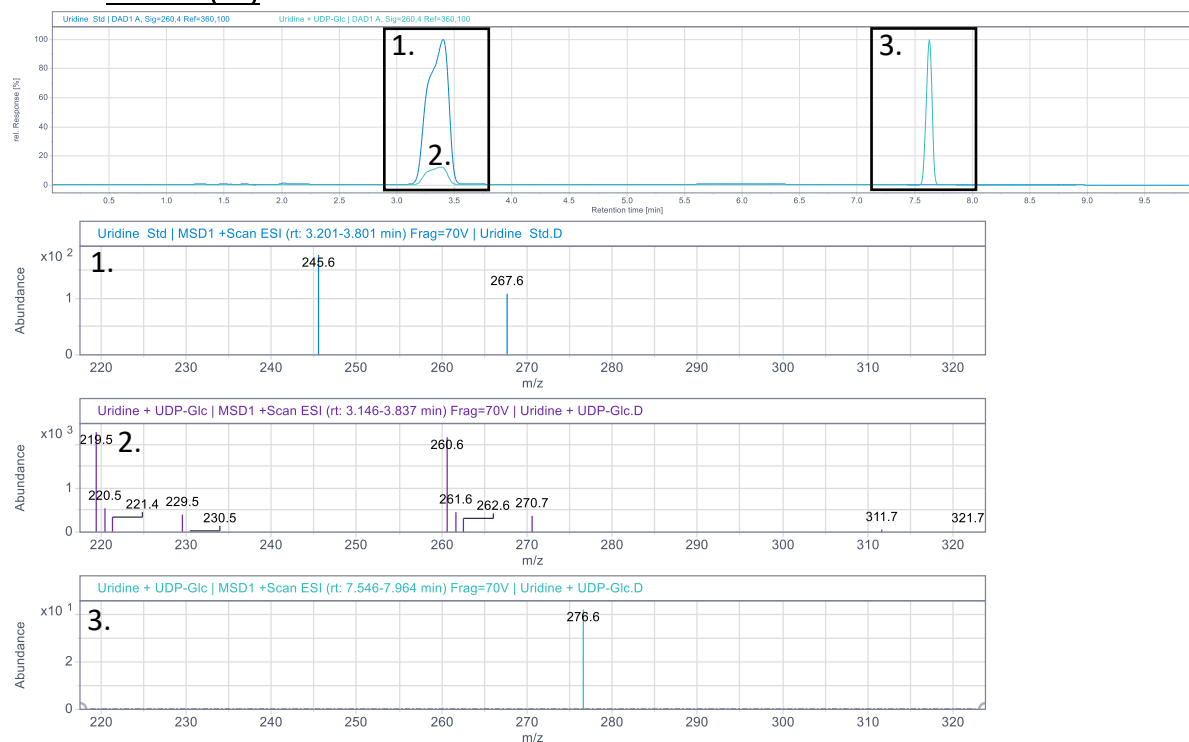 Uridine Std | DAD1 A, Sig=260,4 Ref=360,100 Uridine + UDP-Glc | DAD1 A, Sig=260,4 Ref=360,100
rel. Response [%]
100
80
60
40
20
0
1.
2.
3.
0.5 1.0 1.5 2.0 2.5 3.0 3.5 4.0 4.5 5.0 5.5 6.0 6.5 7.0 7.5 8.0 8.5 9.0 9.5
Retention time [min]
Uridine Std | MSD1 +Scan ESI (rt: 3.201-3.801 min) Frag=70V | Uridine Std.D
Abundance
x10 2
1
0
1.
245.6
267.6
220 230 240 250 260 270 280 290 300 310 320
m/z
Uridine + UDP-Glc | MSD1 +Scan ESI (rt: 3.146-3.837 min) Frag=70V | Uridine + UDP-Glc.D
Abundance
x10 3
1
0
2.
219.5
220.5
221.4
229.5
230.5
260.6
261.6
262.6
270.7
311.7
321.7
220 230 240 250 260 270 280 290 300 310 320
m/z
Uridine + UDP-Glc | MSD1 +Scan ESI (rt: 7.546-7.964 min) Frag=70V | Uridine + UDP-Glc.D
Abundance
x10 1
2
0
3.
276.6
220 230 240 250 260 270 280 290 300 310 320
m/z